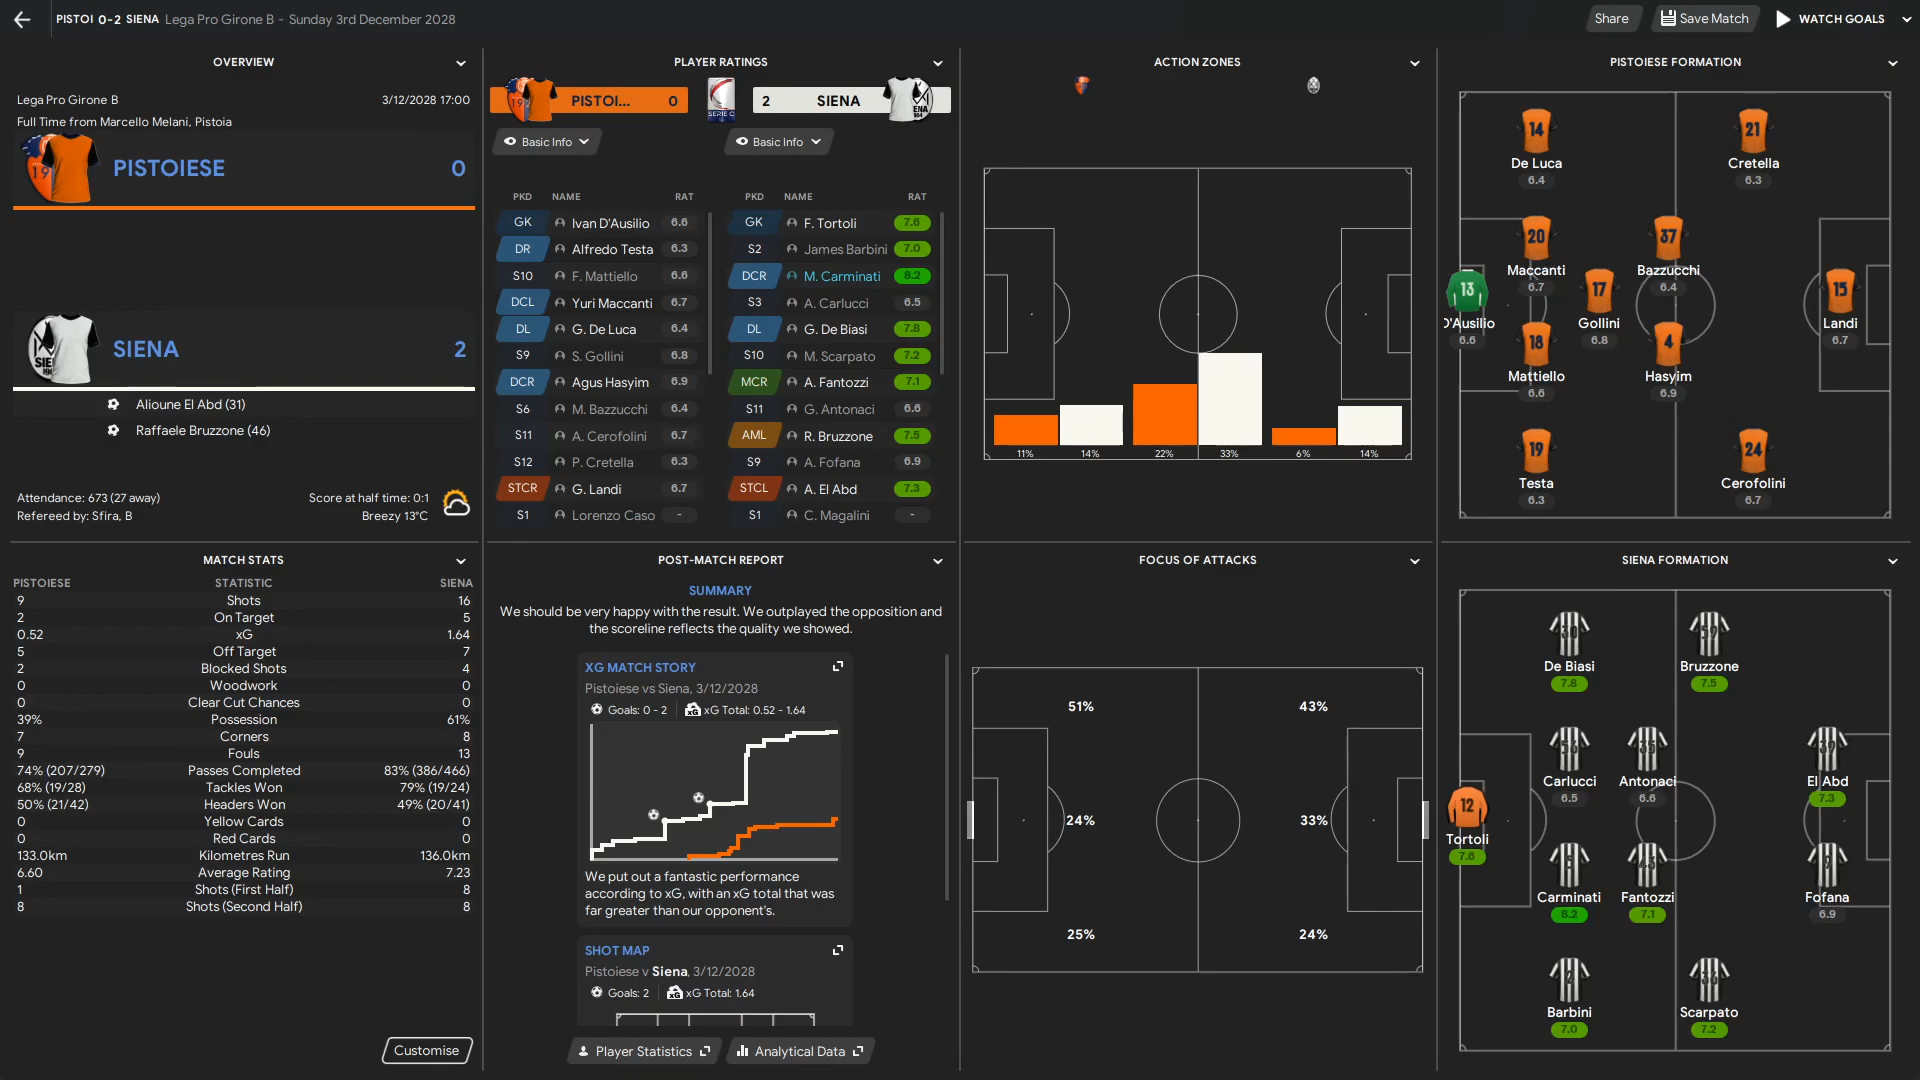 PISTOI 0-2 SIENA Lega Pro Girone B - Sunday 3rd December 2028
Share
Save Match
WATCH GOALS
OVERVIEW
Lega Pro Girone B 3/12/2028 17:00
Full Time from Marcello Melani, Pistoia
PISTOIESE 0
SIENA 2
Alioune El Abd (31)
Raffaele Bruzzone (46)
Attendance: 673 (27 away) Score at half time: 0:1
Refereed by: Sfira, B Breezy 13°C
MATCH STATS
PISTOIESE STATISTIC SIENA
9 Shots 16
2 On Target 5
0.52 xG 1.64
5 Off Target 7
2 Blocked Shots 4
0 Woodwork 0
0 Clear Cut Chances 0
39% Possession 61%
7 Corners 8
9 Fouls 13
74% (207/279) Passes Completed 83% (386/466)
68% (19/28) Tackles Won 79% (19/24)
50% (21/42) Headers Won 49% (20/41)
0 Yellow Cards 0
0 Red Cards 0
133.0km Kilometres Run 136.0km
6.60 Average Rating 7.23
1 Shots (First Half) 8
8 Shots (Second Half) 8
Customise
PLAYER RATINGS
PISTOI... 0
SERIE C
2 SIENA
Basic Info
Basic Info
PKD NAME RAT
GK Ivan D'Ausilio 6.6
DR Alfredo Testa 6.3
S10 F. Mattiello 6.6
DCL Yuri Maccanti 6.7
DL G. De Luca 6.4
S9 S. Gollini 6.8
DCR Agus Hasyim 6.9
S6 M. Bazzucchi 6.4
S11 A. Cerofolini 6.7
S12 P. Cretella 6.3
STCR G. Landi 6.7
S1 Lorenzo Caso -
PKD NAME RAT
GK F. Tortoli 7.6
S2 James Barbini 7.0
DCR M. Carminati 8.2
S3 A. Carlucci 6.5
DL G. De Biasi 7.8
S10 M. Scarpato 7.2
MCR A. Fantozzi 7.1
S11 G. Antonaci 6.6
AML R. Bruzzone 7.5
S9 A. Fofana 6.9
STCL A. El Abd 7.3
S1 C. Magalini -
POST-MATCH REPORT
SUMMARY
We should be very happy with the result. We outplayed the opposition and
the scoreline reflects the quality we showed.
XG MATCH STORY
Pistoiese vs Siena, 3/12/2028
Goals: 0 - 2 xG xG Total: 0.52 - 1.64
We put out a fantastic performance
according to xG, with an xG total that was
far greater than our opponent's.
SHOT MAP
Pistoiese v Siena, 3/12/2028
Goals: 2 xG xG Total: 1.64
Player Statistics
Analytical Data
ACTION ZONES
11% 14% 22% 33% 6% 14%
FOCUS OF ATTACKS
51% 43%
24% 33%
25% 24%
PISTOIESE FORMATION
14 21
De Luca Cretella
6.4 6.3
20 37
Maccanti Bazzucchi
6.7 6.4
13 17 15
D'Ausilio Gollini Landi
6.6 6.8 6.7
18 4
Mattiello Hasyim
6.6 6.9
19 24
Testa Cerofolini
6.3 6.7
SIENA FORMATION
De Biasi Bruzzone
7.8 7.5
Carlucci Antonaci El Abd
6.5 6.6 7.3
12
Tortoli
7.6
Carminati Fantozzi Fofana
8.2 7.1 6.9
Barbini Scarpato
7.0 7.2